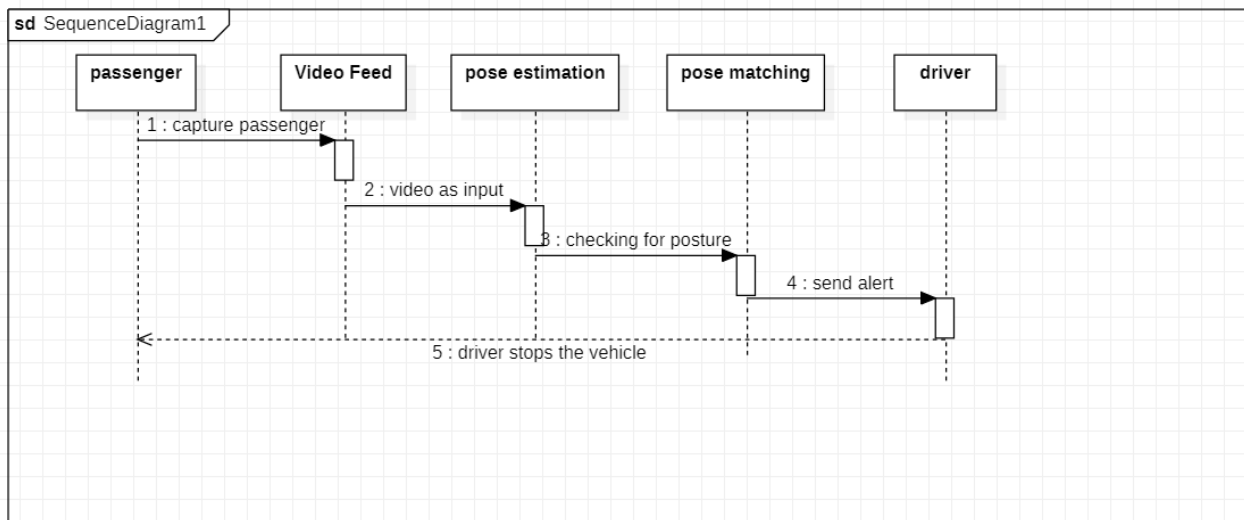 sd SequenceDiagram1
passenger
Video Feed
pose estimation
pose matching
driver
1 : capture passenger
2 : video as input
3 : checking for posture
4 : send alert
5 : driver stops the vehicle